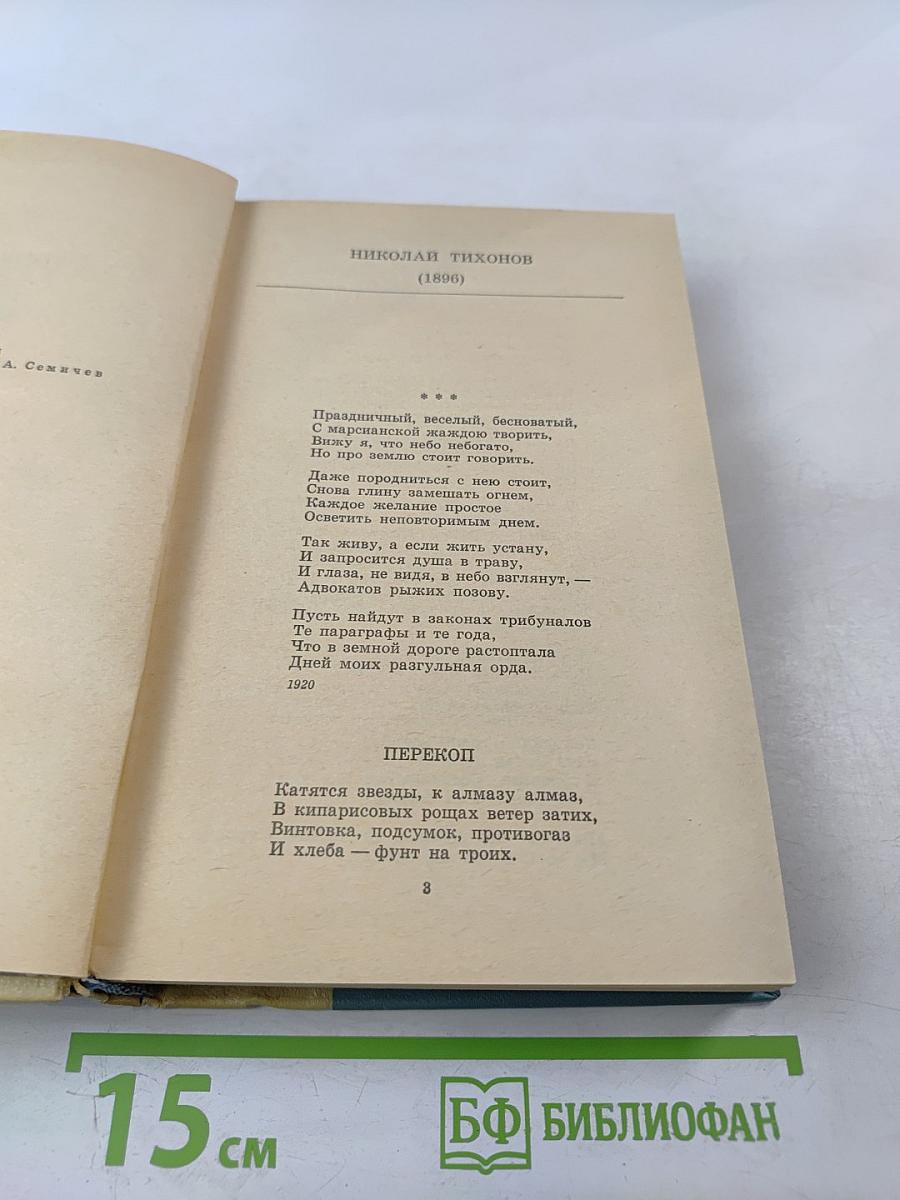 А. Семичев
НИКОЛАЙ ТИХОНОВ
(1896)
* * *
Праздничный, веселый, бесноватый,
С марсианской жаждою творить,
Вижу я, что небо небогато,
Но про землю стоит говорить.
Даже породниться с нею стоит,
Снова глину замешать огнем,
Каждое желание простое
Осветить неповторимым днем.
Так живу, а если жить устану,
И запросится душа в траву,
И глаза, не видя, в небо взглянут, —
Адвокатов рыжих позову.
Пусть найдут в законах трибуналов
Те параграфы и те года,
Что в земной дороге растоптала
Дней моих разгульная орда.
1920
ПЕРЕКОП
Катятся звезды, к алмазу алмаз,
В кипарисовых рощах ветер затих,
Винтовка, подсумок, противогаз
И хлеба — фунт на троих.
3
15 см
БФ БИБЛИОФАН